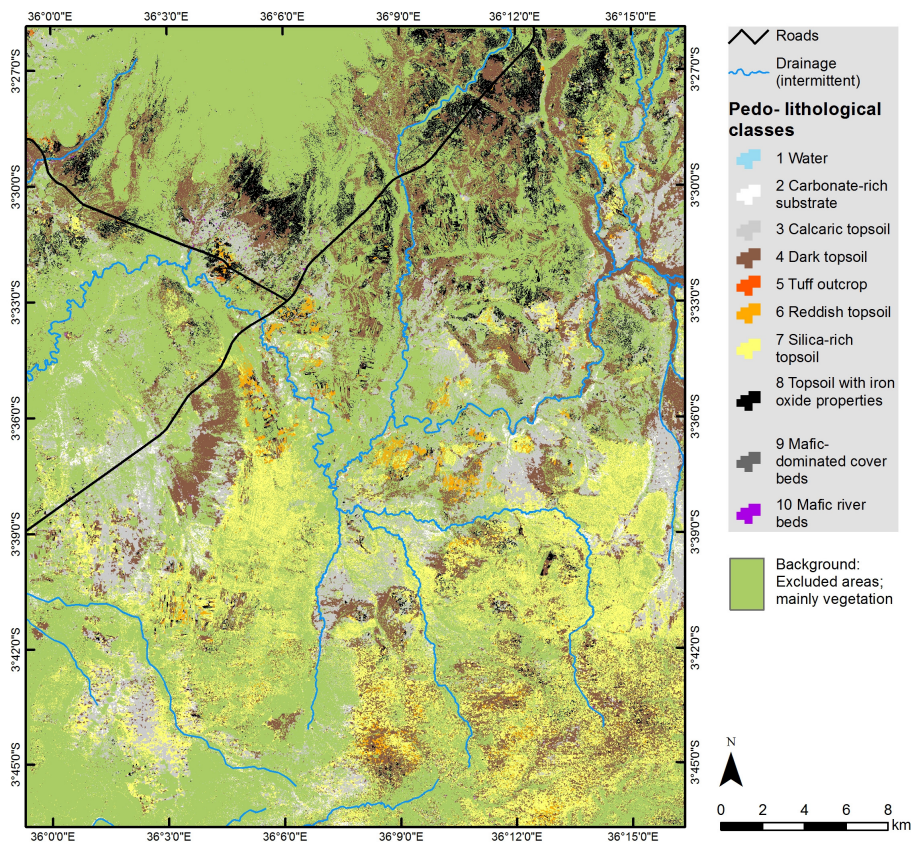 36°0'0"E 36°3'0"E 36°6'0"E 36°9'0"E 36°12'0"E 36°15'0"E
3°27'0"S
3°30'0"S
3°33'0"S
3°36'0"S
3°39'0"S
3°42'0"S
3°45'0"S
3°27'0"S
3°30'0"S
3°33'0"S
3°36'0"S
3°39'0"S
3°42'0"S
3°45'0"S
36°0'0"E 36°3'0"E 36°6'0"E 36°9'0"E 36°12'0"E 36°15'0"E
Roads
Drainage
(intermittent)
Pedo- lithological
classes
1 Water
2 Carbonate-rich
substrate
3 Calcaric topsoil
4 Dark topsoil
5 Tuff outcrop
6 Reddish topsoil
7 Silica-rich
topsoil
8 Topsoil with iron
oxide properties
9 Mafic-
dominated cover
beds
10 Mafic river
beds
Background:
Excluded areas;
mainly vegetation
N
0 2 4 6 8
km